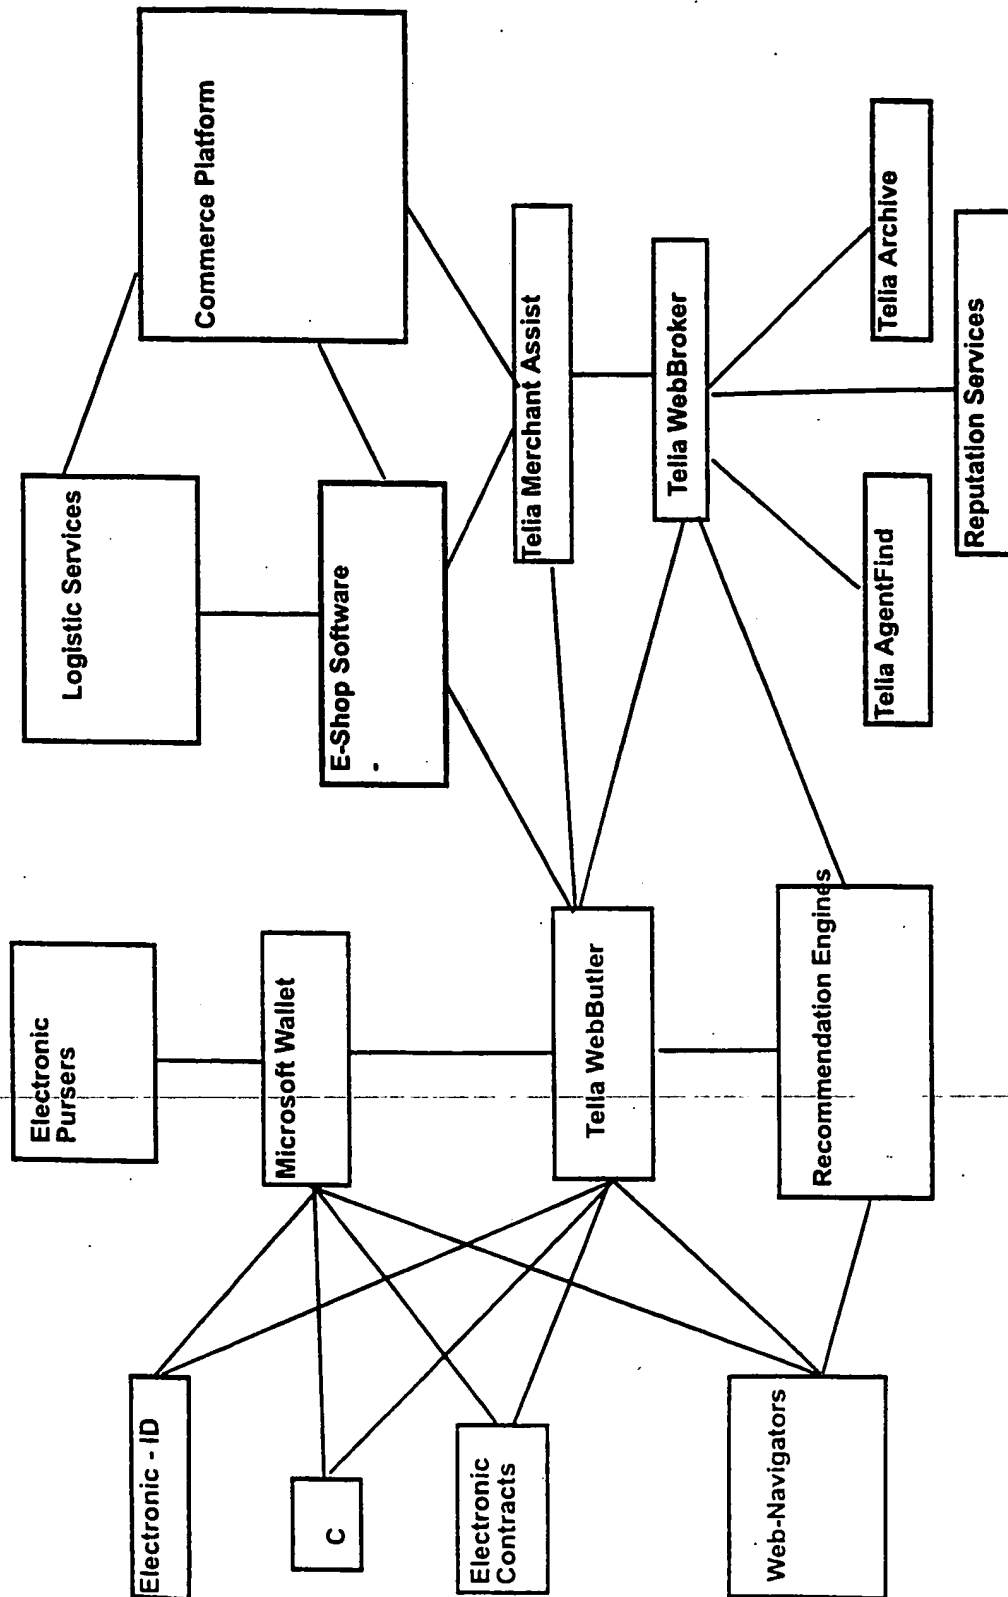 Electronic
Pursers
Logistic Services
Electronic - ID
Commerce Platform
Microsoft Wallet
E-Shop Software
C
Electronic
Contracts
Telia Merchant Assist
Telia WebButler
Telia WebBroker
Web-Navigators
Recommendation Engines
Telia AgentFind
Telia Archive
Reputation Services